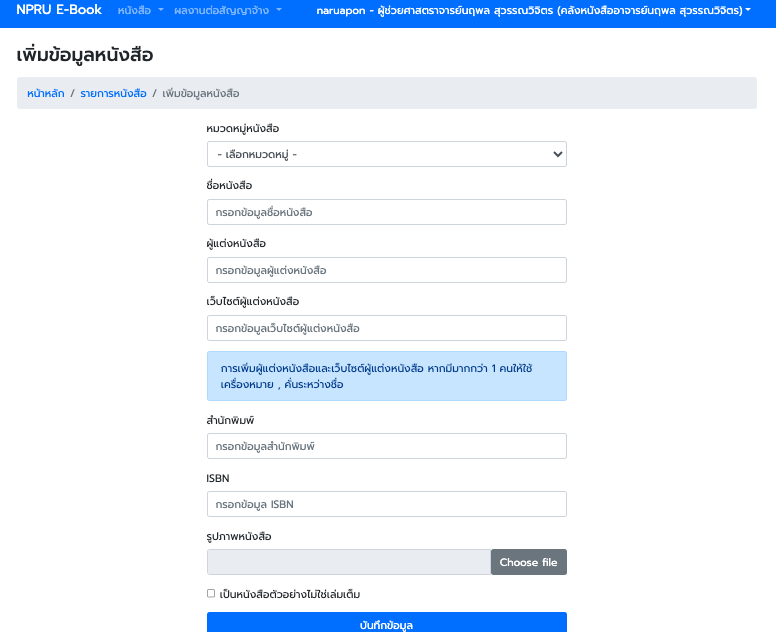 NPRU E-Book หนังสือ ผลงานต่อสัญญาจ้าง naruapon - ผู้ช่วยศาสตราจารย์นฤพล สุวรรณวิจิตร (คลังหนังสืออาจารย์นฤพล สุวรรณวิจิตร)
เพิ่มข้อมูลหนังสือ
หน้าหลัก / รายการหนังสือ / เพิ่มข้อมูลหนังสือ
หมวดหมู่หนังสือ
- เลือกหมวดหมู่ -
ชื่อหนังสือ
กรอกข้อมูลชื่อหนังสือ
ผู้แต่งหนังสือ
กรอกข้อมูลผู้แต่งหนังสือ
เว็บไซต์ผู้แต่งหนังสือ
กรอกข้อมูลเว็บไซต์ผู้แต่งหนังสือ
การเพิ่มผู้แต่งหนังสือและเว็บไซต์ผู้แต่งหนังสือ หากมีมากกว่า 1 คนให้ใช้
เครื่องหมาย , คั่นระหว่างชื่อ
สำนักพิมพ์
กรอกข้อมูลสำนักพิมพ์
ISBN
กรอกข้อมูล ISBN
รูปภาพหนังสือ
Choose file
เป็นหนังสือตัวอย่างไม่ใช่เล่มเต็ม
บันทึกข้อมูล